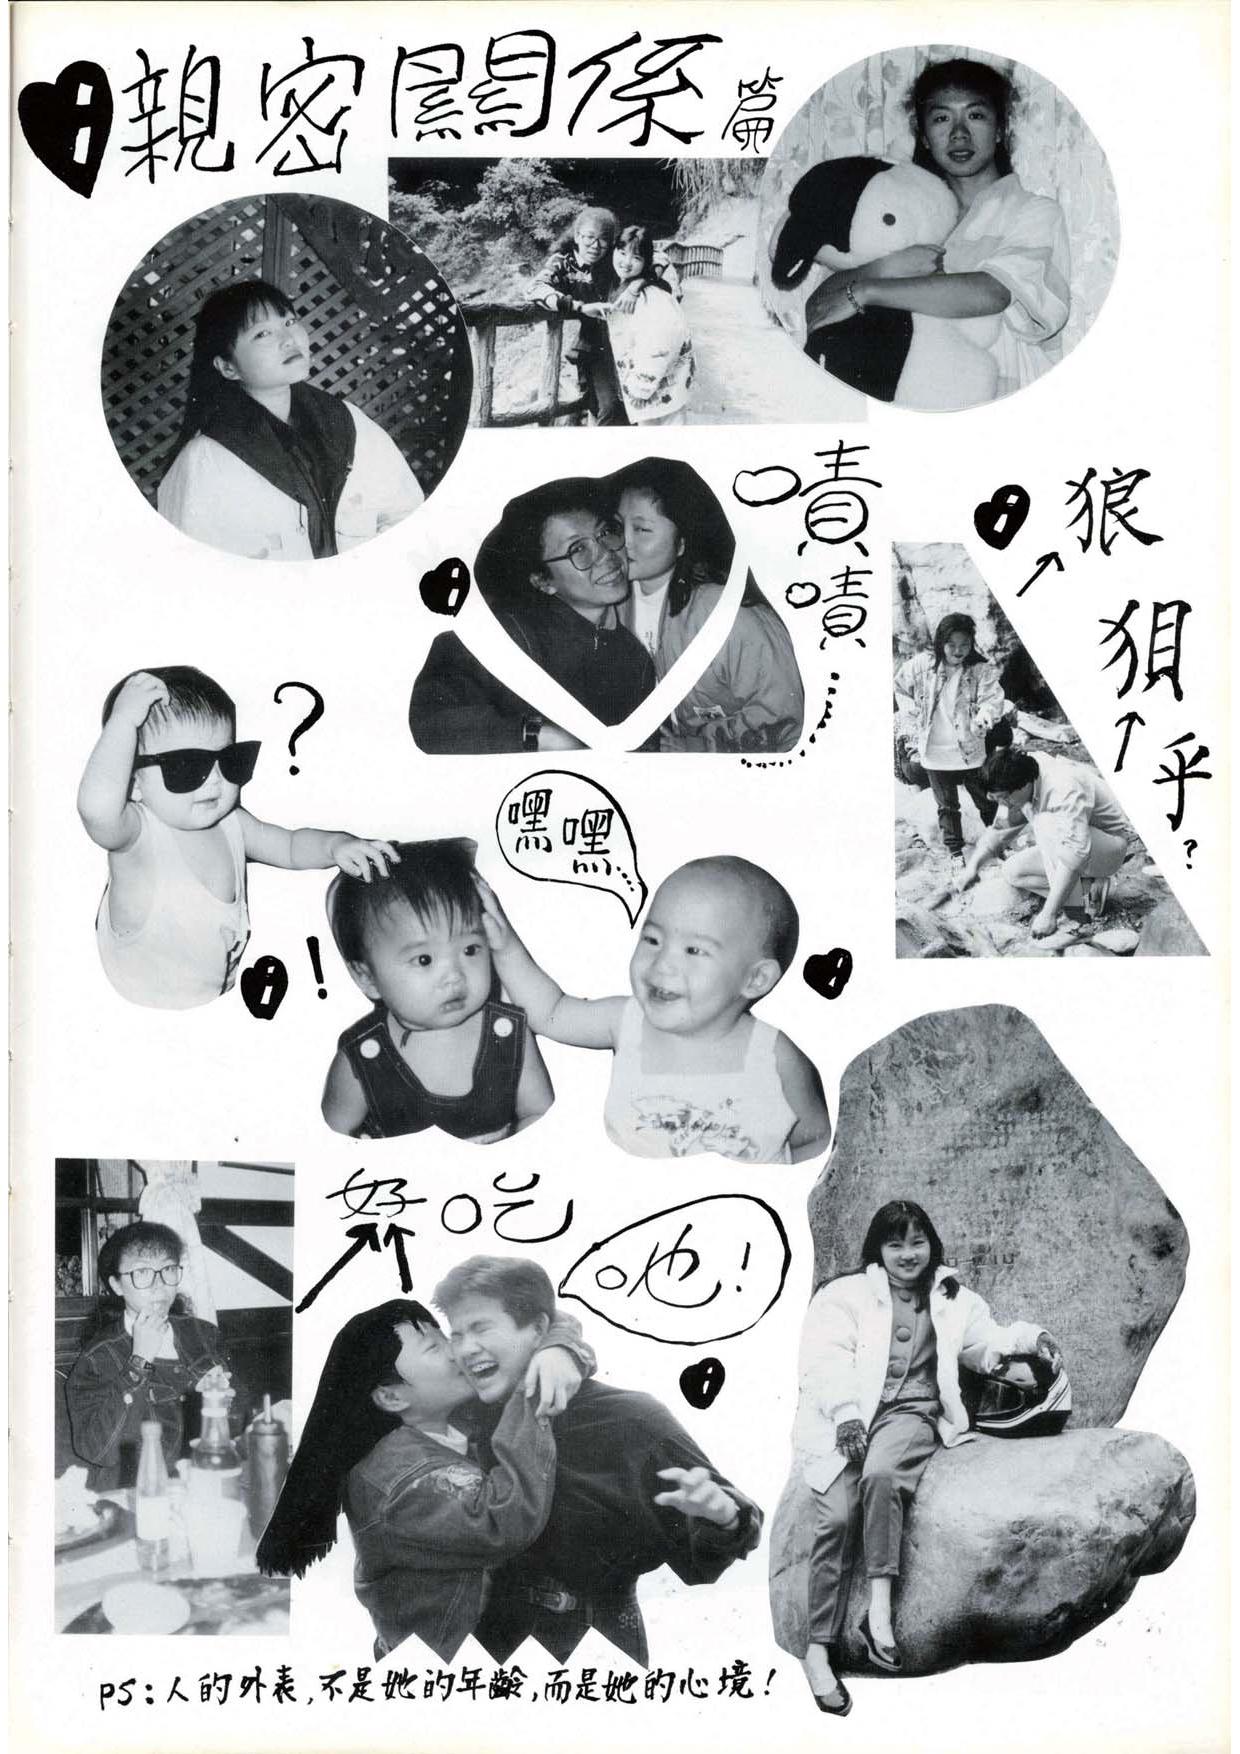 親密關係篇
嘖
嘖
狼
狽
乎
?
?
嘿嘿…
!
好吃
吔!
PS:人的外表,不是她的年齡,而是她的心境!